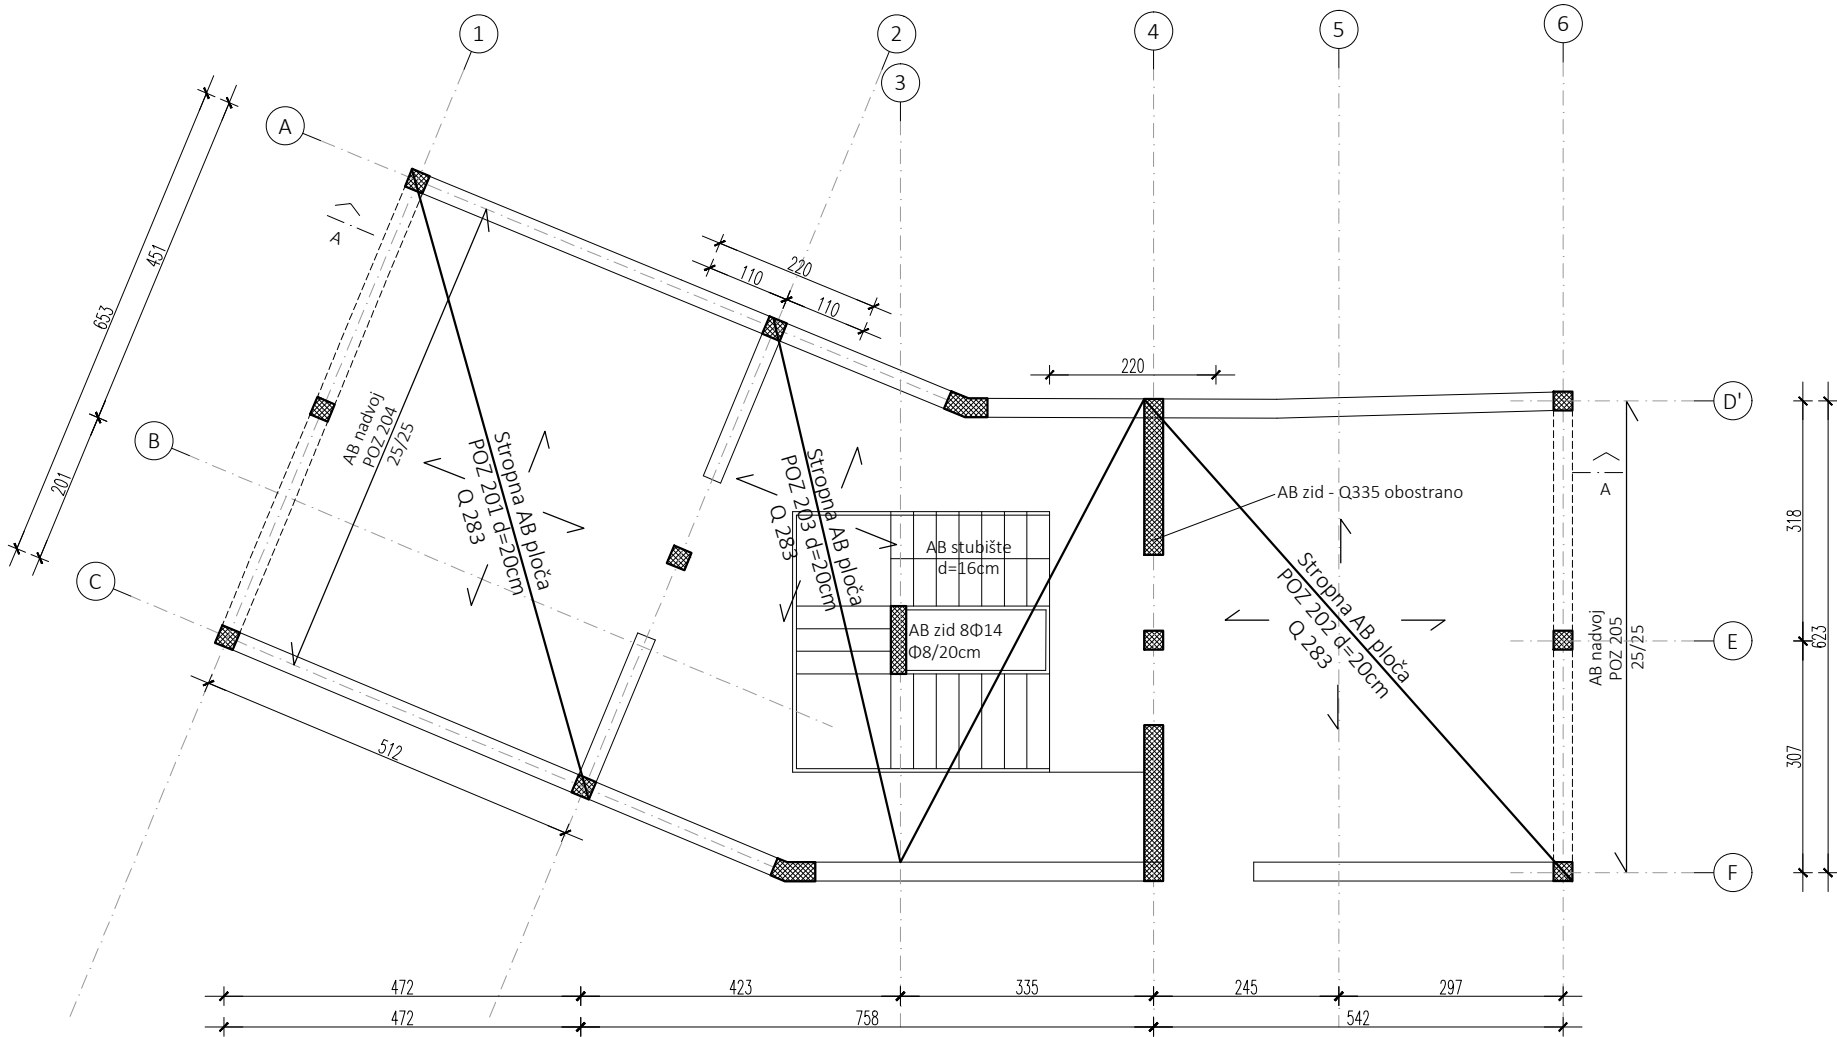 1
2
3
4
5
6
A
B
C
D'
E
F
A
A
653
451
201
512
220
110
110
220
AB nadvoj
POZ 204
25/25
Stropna AB ploča
POZ 201 d=20cm
Q 283
Stropna AB ploča
POZ 203 d=20cm
Q 283
AB stubište
d=16cm
AB zid 8Φ14
Φ8/20cm
AB zid - Q335 obostrano
Stropna AB ploča
POZ 202 d=20cm
Q 283
AB nadvoj
POZ 205
25/25
318
307
623
472
423
335
245
297
472
758
542